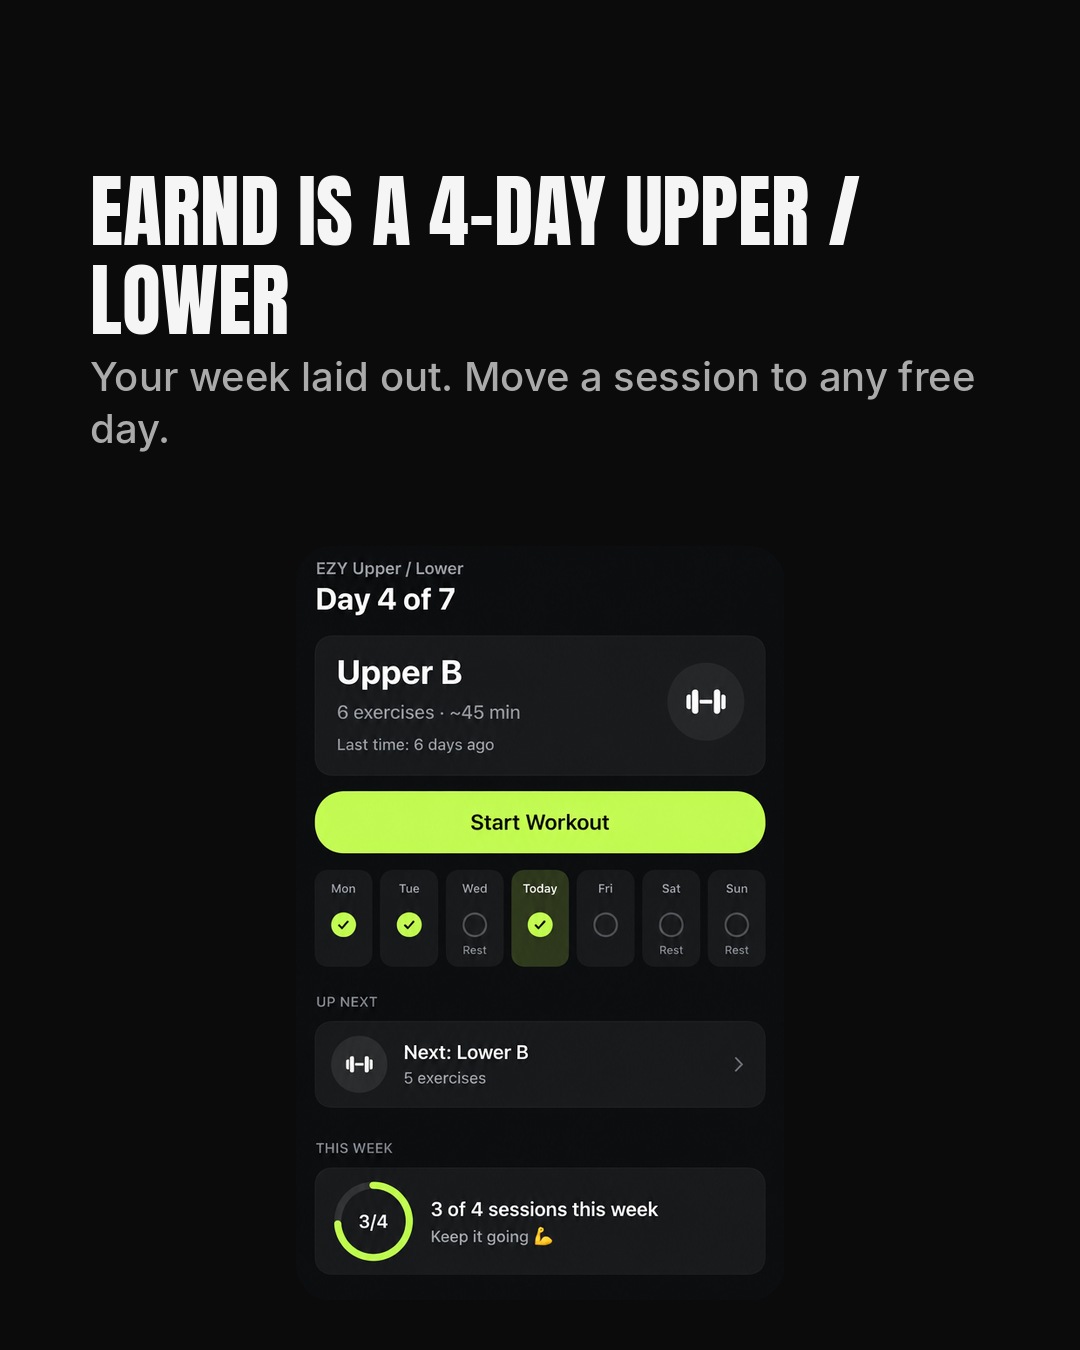 EARND IS A 4-DAY UPPER /
LOWER
Your week laid out. Move a session to any free
day.
EZY Upper / Lower
Day 4 of 7
Upper B
6 exercises · ~45 min
Last time: 6 days ago
Start Workout
Mon Tue Wed Today Fri Sat Sun
Rest Rest Rest
UP NEXT
Next: Lower B
5 exercises
THIS WEEK
3/4
3 of 4 sessions this week
Keep it going 💪